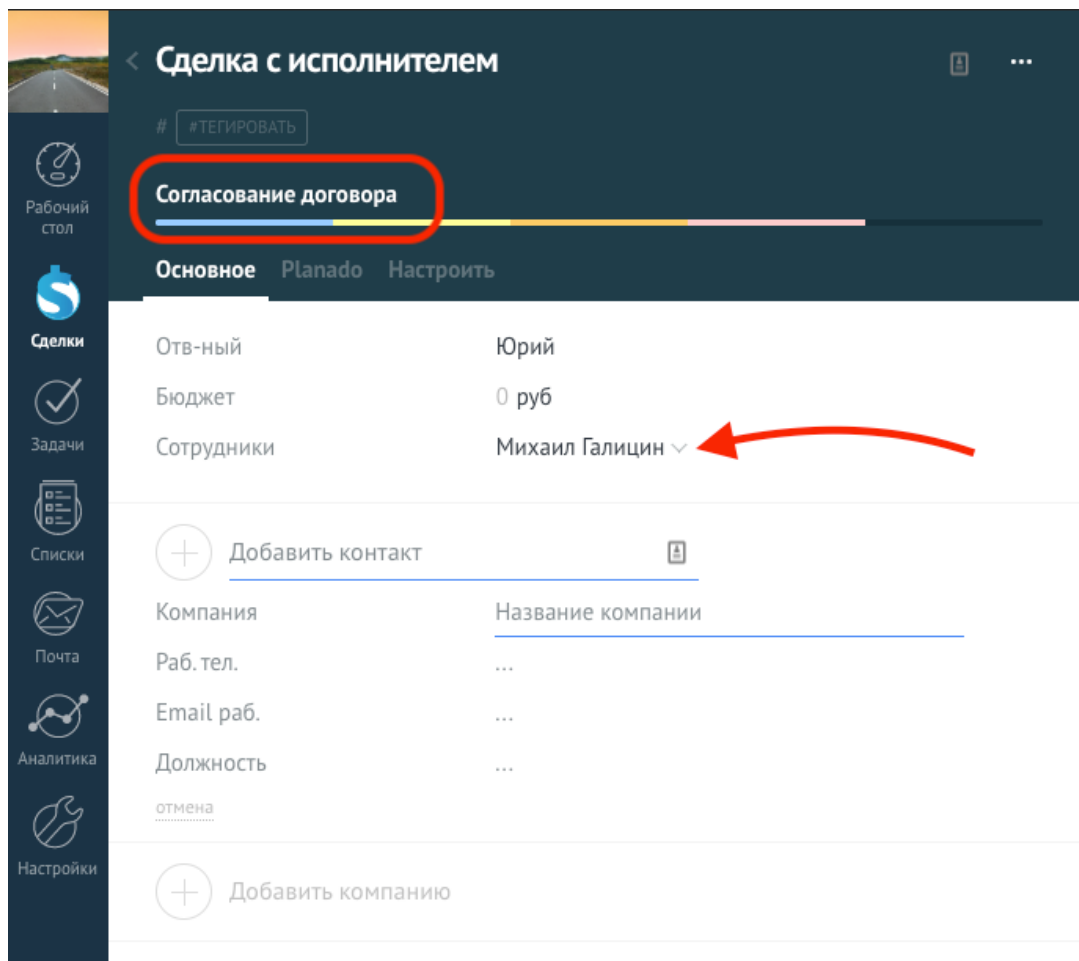 Сделка с исполнителем
# #ТЕГИРОВАТЬ
Согласование договора
Основное Planado Настроить
Рабочий
стол
Сделки
Задачи
Списки
Почта
Аналитика
Настройки
Отв-ный Юрий
Бюджет 0 руб
Сотрудники Михаил Галицин
Добавить контакт
Компания Название компании
Раб. тел. ...
Email раб. ...
Должность ...
отмена
Добавить компанию